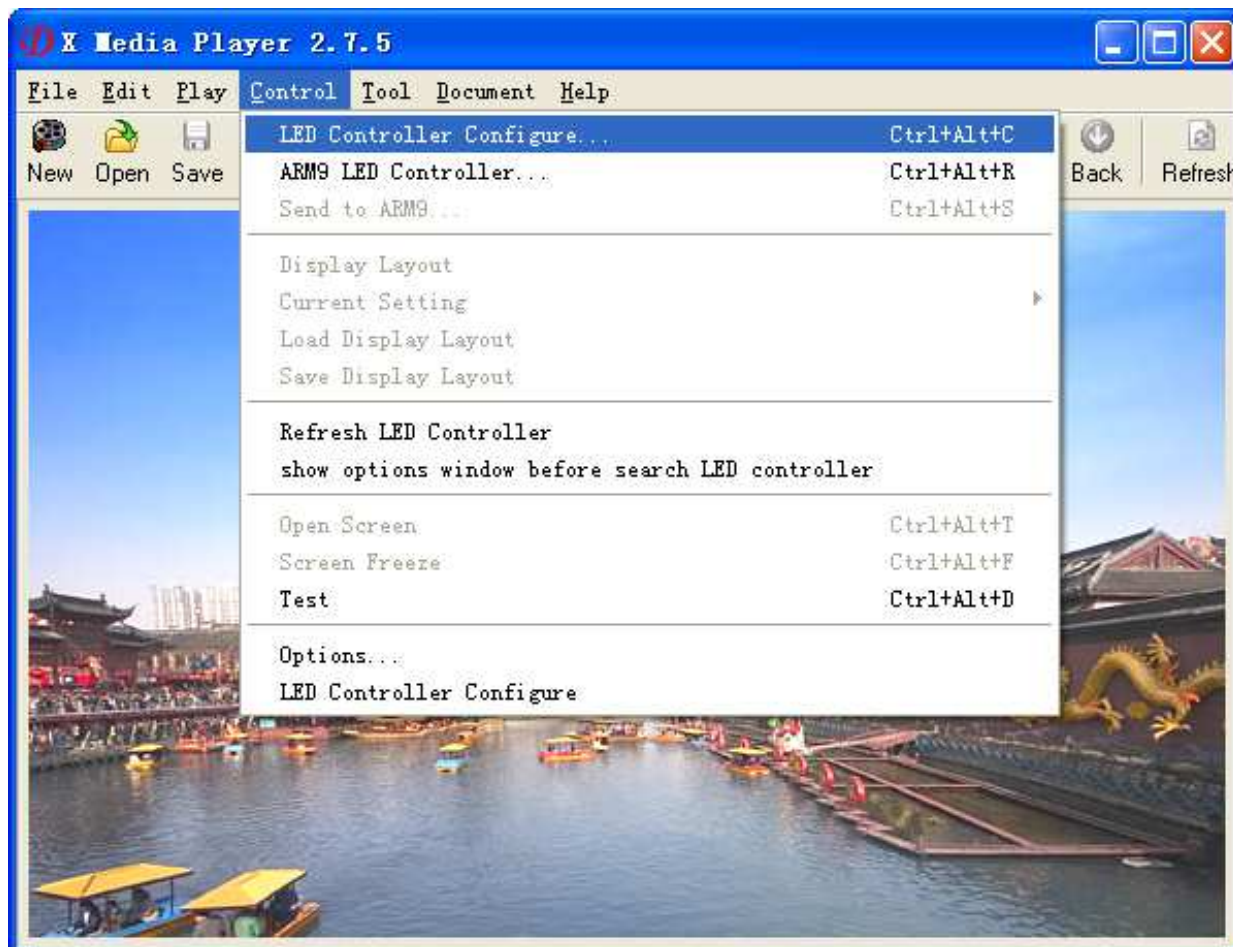 X Media Player 2.7.5
File Edit Play Control Tool Document Help
New Open Save Back Refresh
LED Controller Configure... Ctrl+Alt+C
ARM9 LED Controller... Ctrl+Alt+R
Send to ARM9... Ctrl+Alt+S
Display Layout
Current Setting
Load Display Layout
Save Display Layout
Refresh LED Controller
show options window before search LED controller
Open Screen Ctrl+Alt+T
Screen Freeze Ctrl+Alt+F
Test Ctrl+Alt+D
Options...
LED Controller Configure